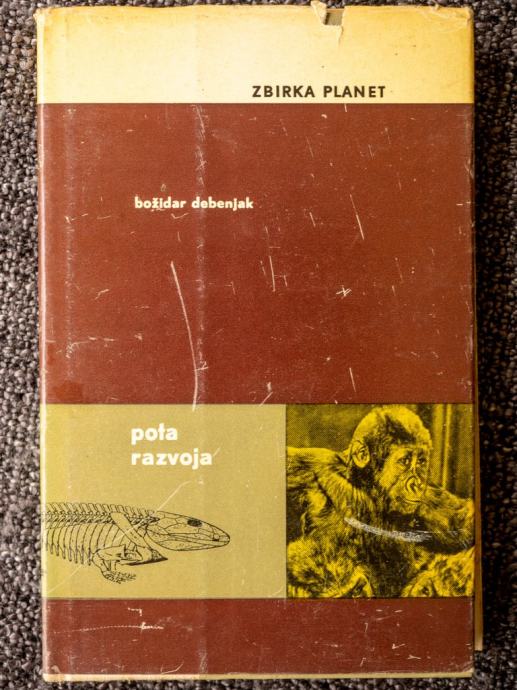 ZBIRKA PLANET
božidar debenjak
pota
razvoja